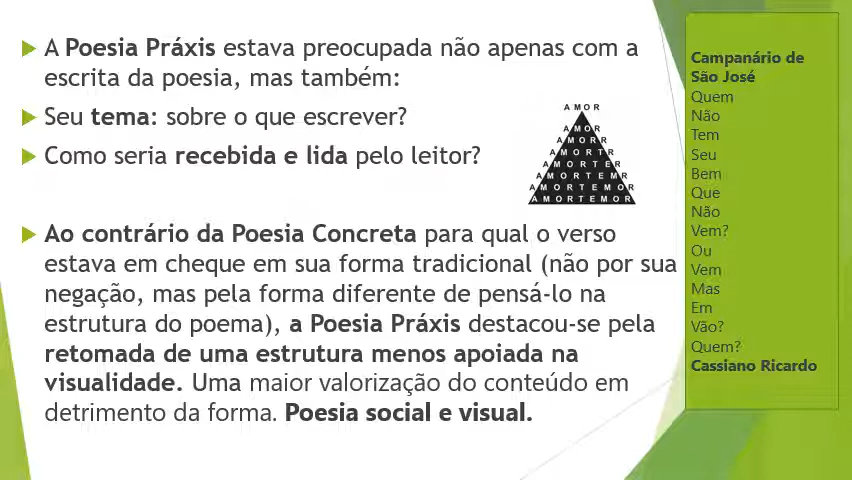 A Poesia Práxis estava preocupada não apenas com a
escrita da poesia, mas também:
Seu tema: sobre o que escrever?
Como seria recebida e lida pelo leitor?
Ao contrário da Poesia Concreta para qual o verso
estava em cheque em sua forma tradicional (não por sua
negação, mas pela forma diferente de pensá-lo na
estrutura do poema), a Poesia Práxis destacou-se pela
retomada de uma estrutura menos apoiada na
visualidade. Uma maior valorização do conteúdo em
detrimento da forma. Poesia social e visual.
A M O R
A M O R
A M O R R
A M O R T R
A M O R T E R
A M O R T E M R
A M O R T E M O R
A M O R T E M O R
Campanário de
São José
Quem
Não
Tem
Seu
Bem
Que
Não
Vem?
Ou
Vem
Mas
Em
Vão?
Quem?
Cassiano Ricardo